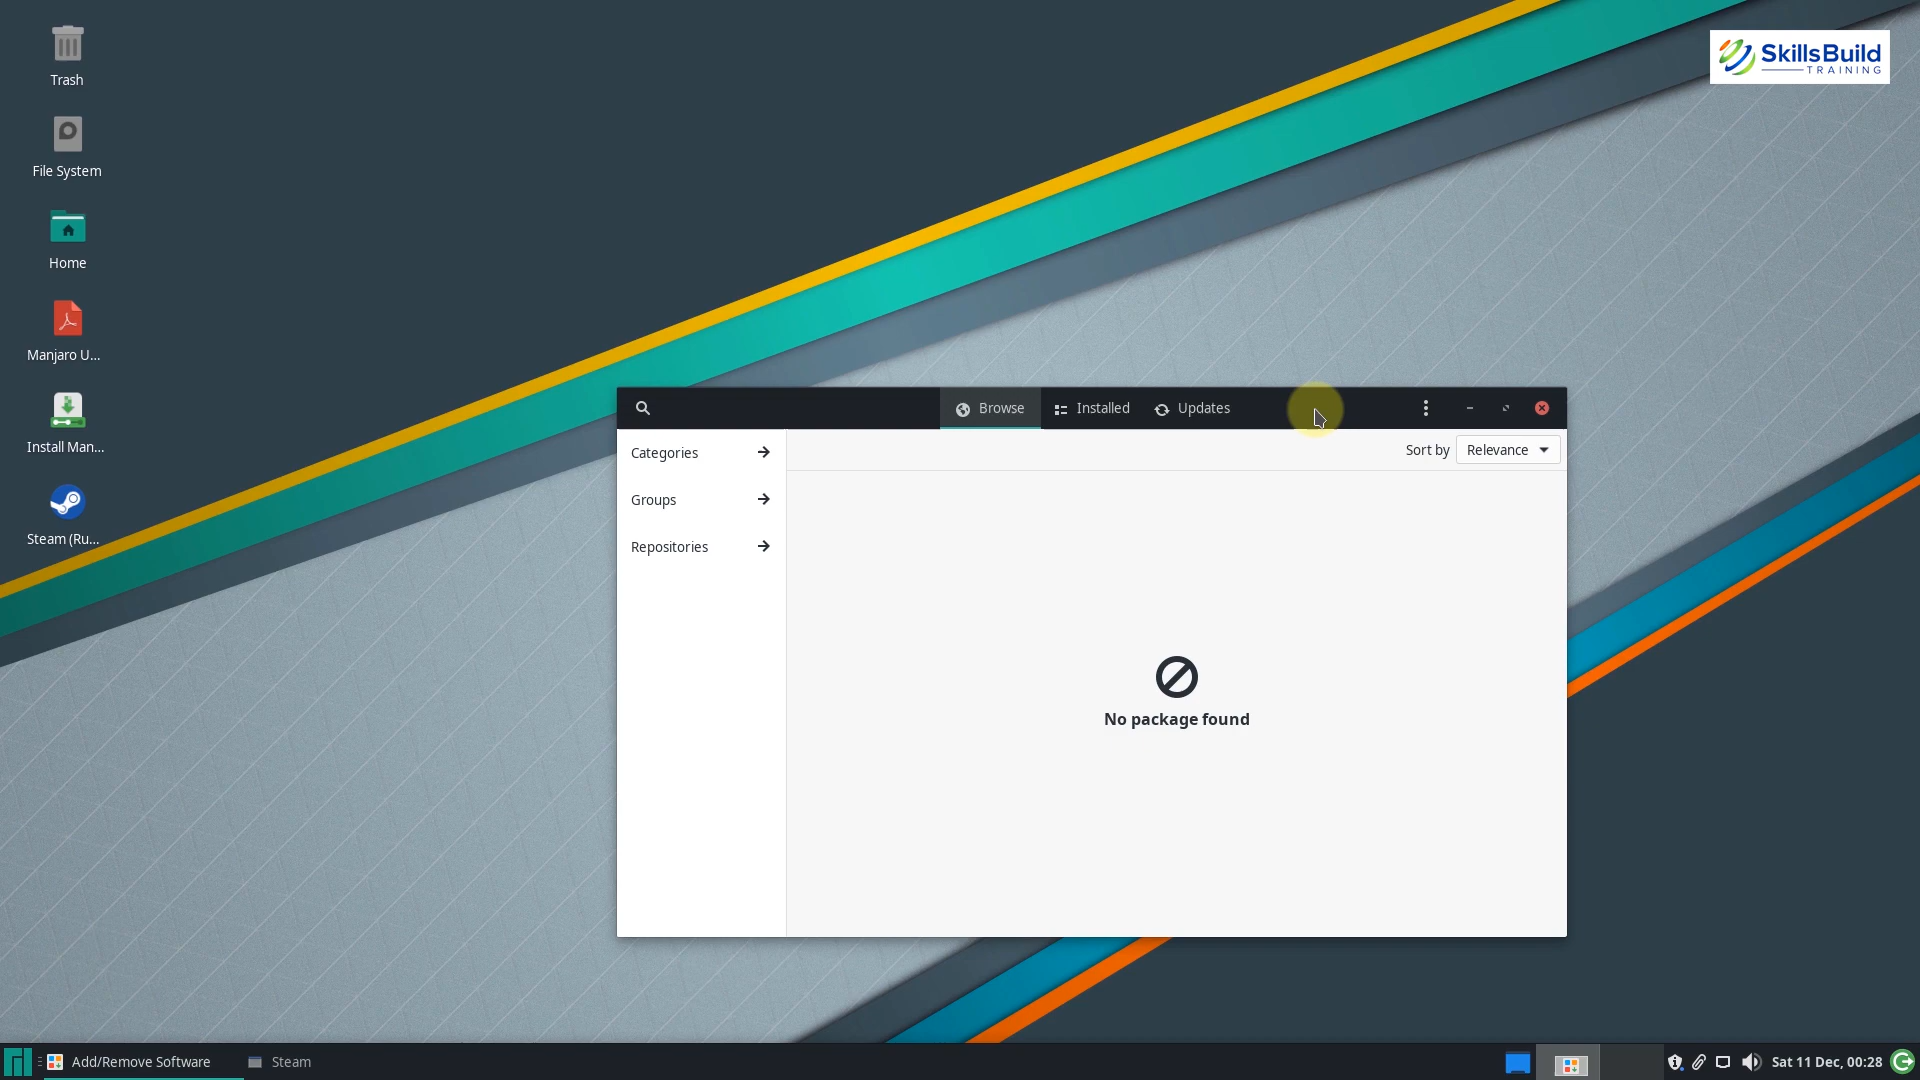 Trash
File System
Home
Manjaro U...
Install Man...
Steam (Ru...
SkillsBuild
TRAINING
Browse
Installed
Updates
Categories
Groups
Repositories
Sort by
Relevance
No package found
Add/Remove Software
Steam
Sat 11 Dec, 00:28